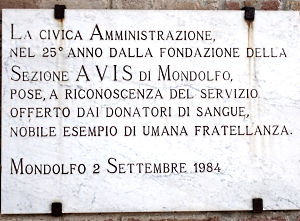 La civica Amministrazione,
nel 25° anno dalla fondazione della
Sezione AVIS di Mondolfo,
pose, a riconoscenza del servizio
offerto dai donatori di sangue,
nobile esempio di umana fratellanza.
Mondolfo 2 Settembre 1984